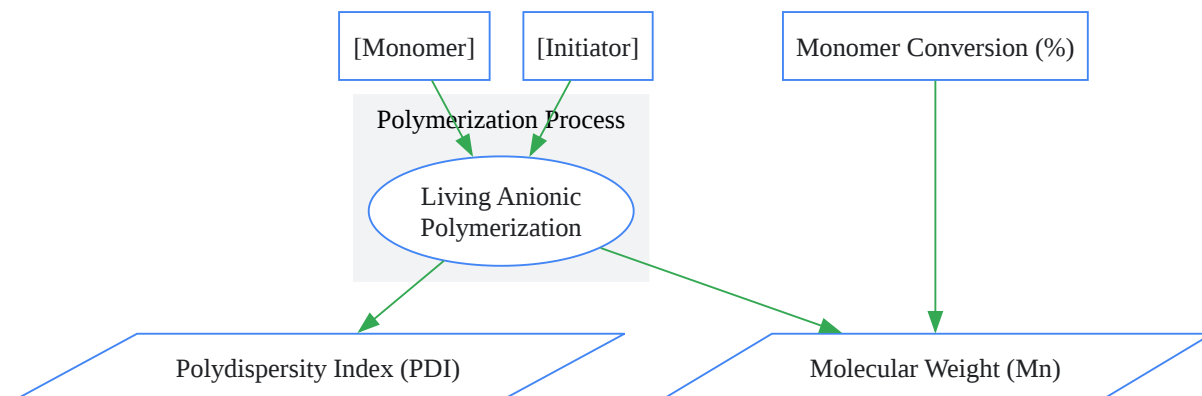 [Monomer]
[Initiator]
Monomer Conversion (%)
Polymerization Process
Living Anionic
Polymerization
Polydispersity Index (PDI)
Molecular Weight (Mn)